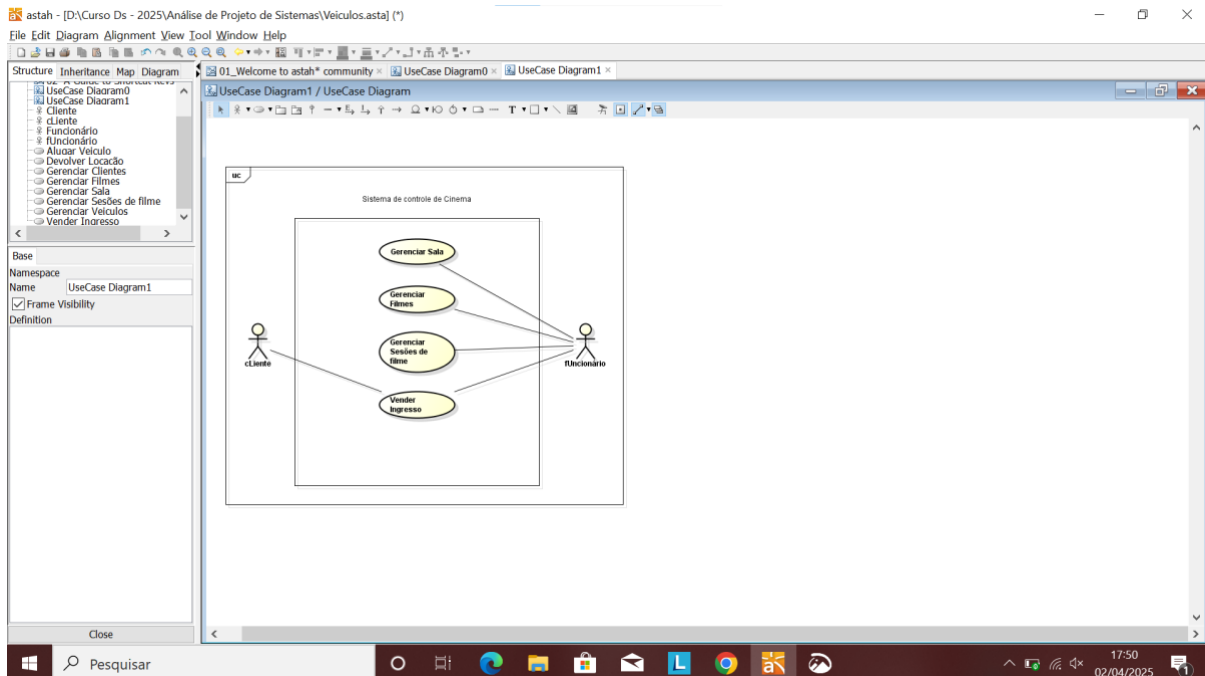 astah - [D:\Curso Ds - 2025\Análise de Projeto de Sistemas\Veiculos.asta] (*)
File Edit Diagram Alignment View Tool Window Help
Structure Inheritance Map Diagram
01_Welcome to astah* community
UseCase Diagram0
UseCase Diagram1
UseCase Diagram1 / UseCase Diagram
UseCase Diagram0
UseCase Diagram1
Cliente
cLiente
Funcionário
fUncionário
Alugar Veiculo
Devolver Locacão
Gerenciar Clientes
Gerenciar Filmes
Gerenciar Sala
Gerenciar Sesões de filme
Gerenciar Veiculos
Vender Ingresso
Base
Namespace
Name UseCase Diagram1
Frame Visibility
Definition
Close
uc
Sistema de controle de Cinema
Gerenciar Sala
Gerenciar
Filmes
Gerenciar
Sesões de
filme
Vender
Ingresso
cLiente
fUncionário
Pesquisar
17:50
02/04/2025